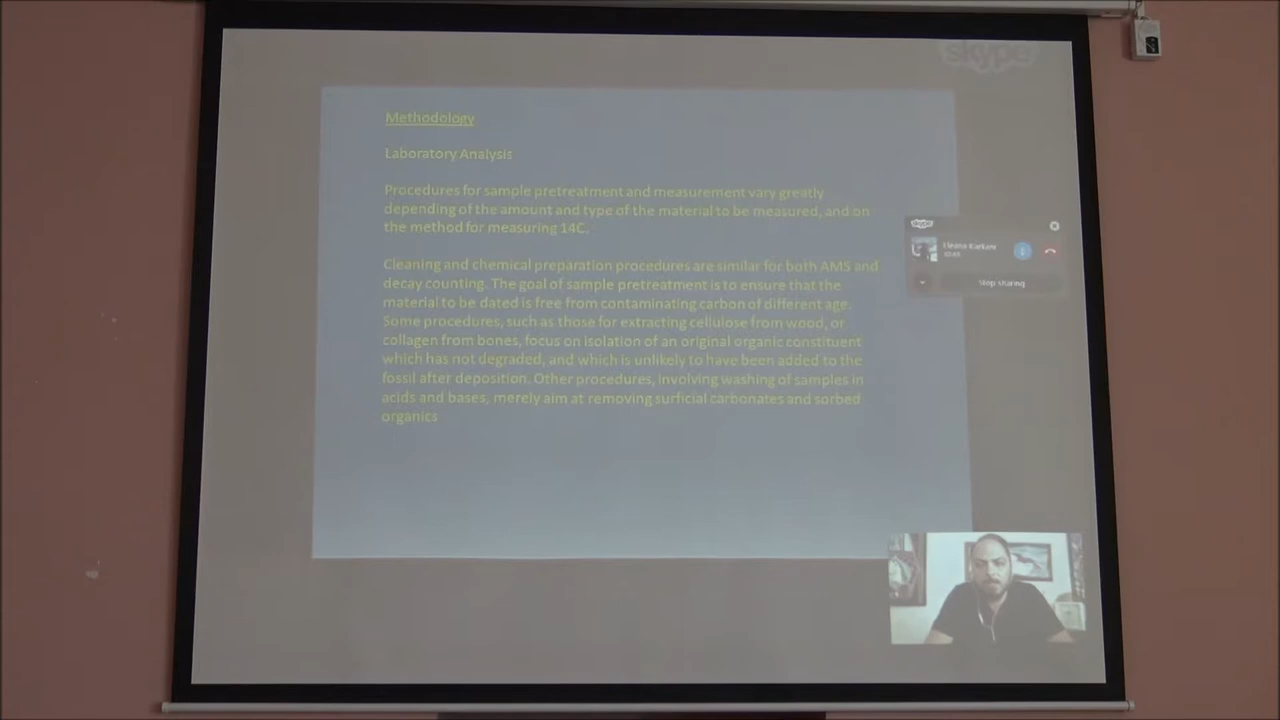 skype
Methodology
Laboratory Analysis
Procedures for sample pretreatment and measurement vary greatly
depending of the amount and type of the material to be measured, and on
the method for measuring 14C.
Cleaning and chemical preparation procedures are similar for both AMS and
decay counting. The goal of sample pretreatment is to ensure that the
material to be dated is free from contaminating carbon of different age.
Some procedures, such as those for extracting cellulose from wood, or
collagen from bones, focus on isolation of an original organic constituent
which has not degraded, and which is unlikely to have been added to the
fossil after deposition. Other procedures, involving washing of samples in
acids and bases, merely aim at removing surficial carbonates and sorbed
organics
skype
Stop sharing